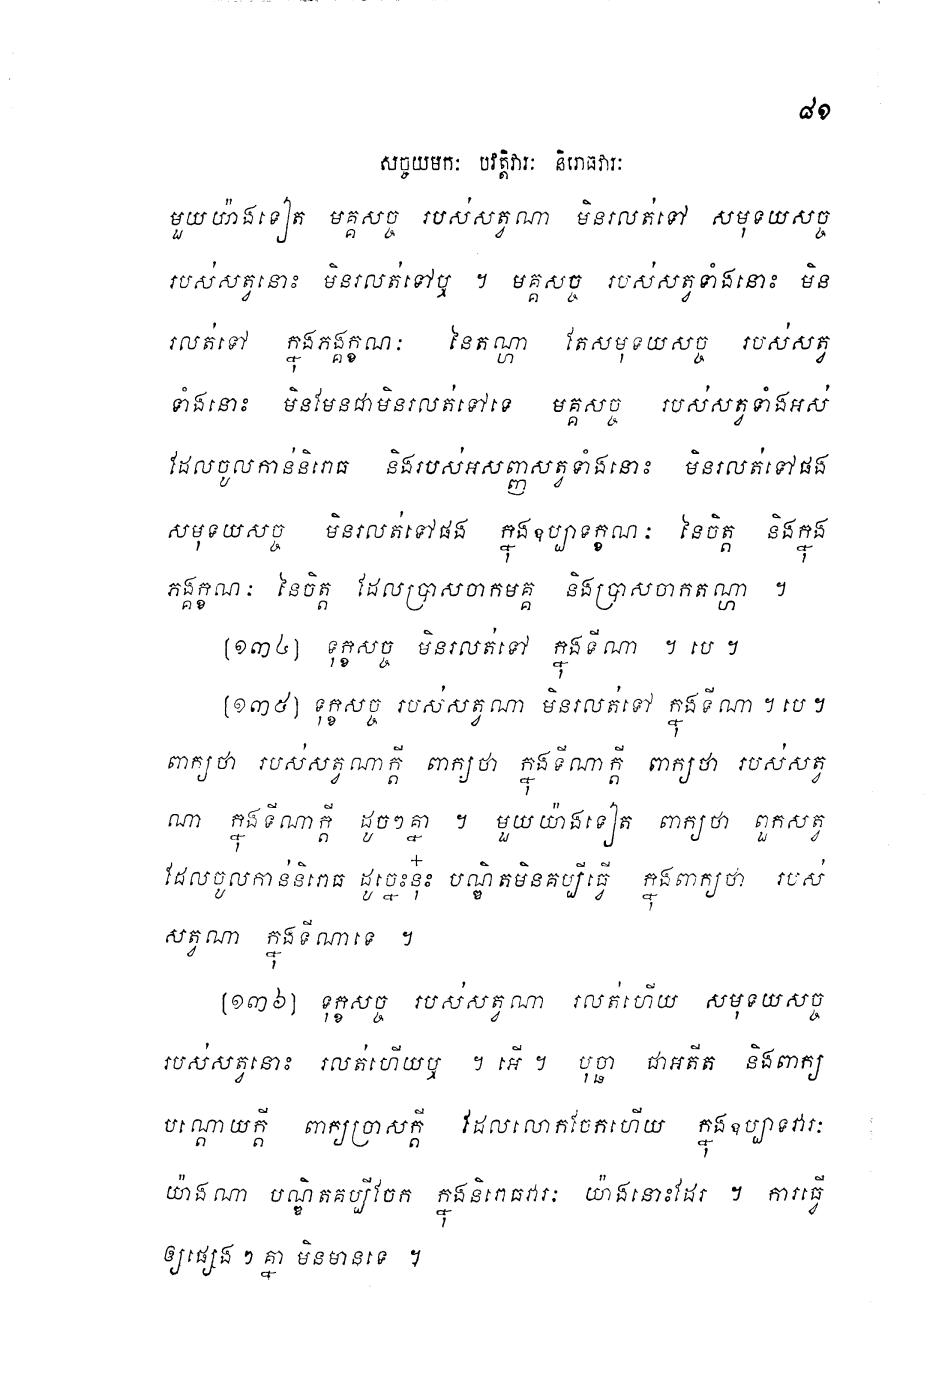 ៨១
សច្ចយមកៈ បវត្តិវារៈ និរោធវារៈ
មួយយ៉ាងទៀត មគ្គសច្ច របស់សត្វណា មិនរលត់ទៅ សមុទយសច្ច
របស់សត្វនោះ មិនរលត់ទៅឬ ។ មគ្គសច្ច របស់សត្វទាំងនោះ មិន
រលត់ទៅ ក្នុងភង្គក្ខណៈ នៃតណ្ហា តែសមុទយសច្ច របស់សត្វ
ទាំងនោះ មិនមែនជាមិនរលត់ទៅទេ មគ្គសច្ច របស់សត្វទាំងអស់
ដែលចូលកាន់និរោធ និងរបស់អសញ្ញសត្វទាំងនោះ មិនរលត់ទៅផង
សមុទយសច្ច មិនរលត់ទៅផង ក្នុងឧប្បាទក្ខណៈ នៃចិត្ត និងក្នុង
ភង្គក្ខណៈ នៃចិត្ត ដែលប្រាសចាកមគ្គ និងប្រាសចាកតណ្ហា ។
[១៣៤] ទុក្ខសច្ច មិនរលត់ទៅ ក្នុងទីណា ។ បេ ។
[១៣៥] ទុក្ខសច្ច របស់សត្វណា មិនរលត់ទៅ ក្នុងទីណា ។ បេ ។
ពាក្យថា របស់សត្វណាក្តី ពាក្យថា ក្នុងទីណាក្តី ពាក្យថា របស់សត្វ
ណា ក្នុងទីណាក្តី ដូចៗគ្នា ។ មួយយ៉ាងទៀត ពាក្យថា ពួកសត្វ
ដែលចូលកាន់និរោធ ដូច្នេះនុ៎ះ បណ្ឌិតមិនគប្បីធ្វើ ក្នុងពាក្យថា របស់
សត្វណា ក្នុងទីណាទេ ។
[១៣៦] ទុក្ខសច្ច របស់សត្វណា រលត់ហើយ សមុទយសច្ច
របស់សត្វនោះ រលត់ហើយឬ ។ អើ ។ បុច្ឆា ជាអតីត និងពាក្យ
បណ្តោយក្តី ពាក្យប្រាសក្តី ដែលលោកចែកហើយ ក្នុងឧប្បាទវារៈ
យ៉ាងណា បណ្ឌិតគប្បីចែក ក្នុងនិរោធវារៈ យ៉ាងនោះដែរ ។ ការធ្វើ
ឲ្យផ្សេង ៗ គ្នា មិនមានទេ ។